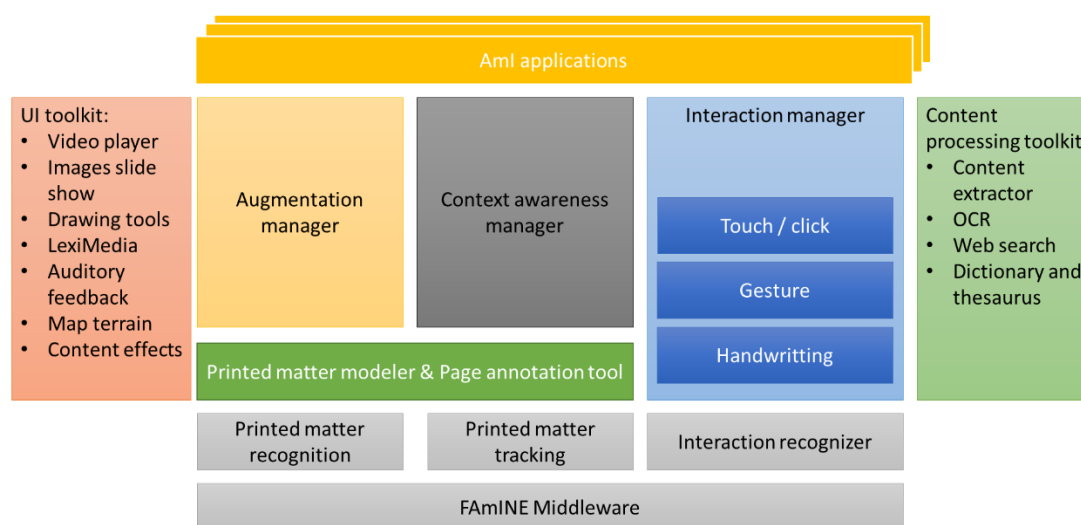 AmI applications
UI toolkit:
• Video player
• Images slide
show
• Drawing tools
• LexiMedia
• Auditory
feedback
• Map terrain
• Content effects
Augmentation
manager
Context awareness
manager
Interaction manager
Touch / click
Gesture
Handwritting
Content
processing toolkit
• Content
extractor
• OCR
• Web search
• Dictionary and
thesaurus
Printed matter modeler & Page annotation tool
Printed matter
recognition
Printed matter
tracking
Interaction recognizer
FAmINE Middleware